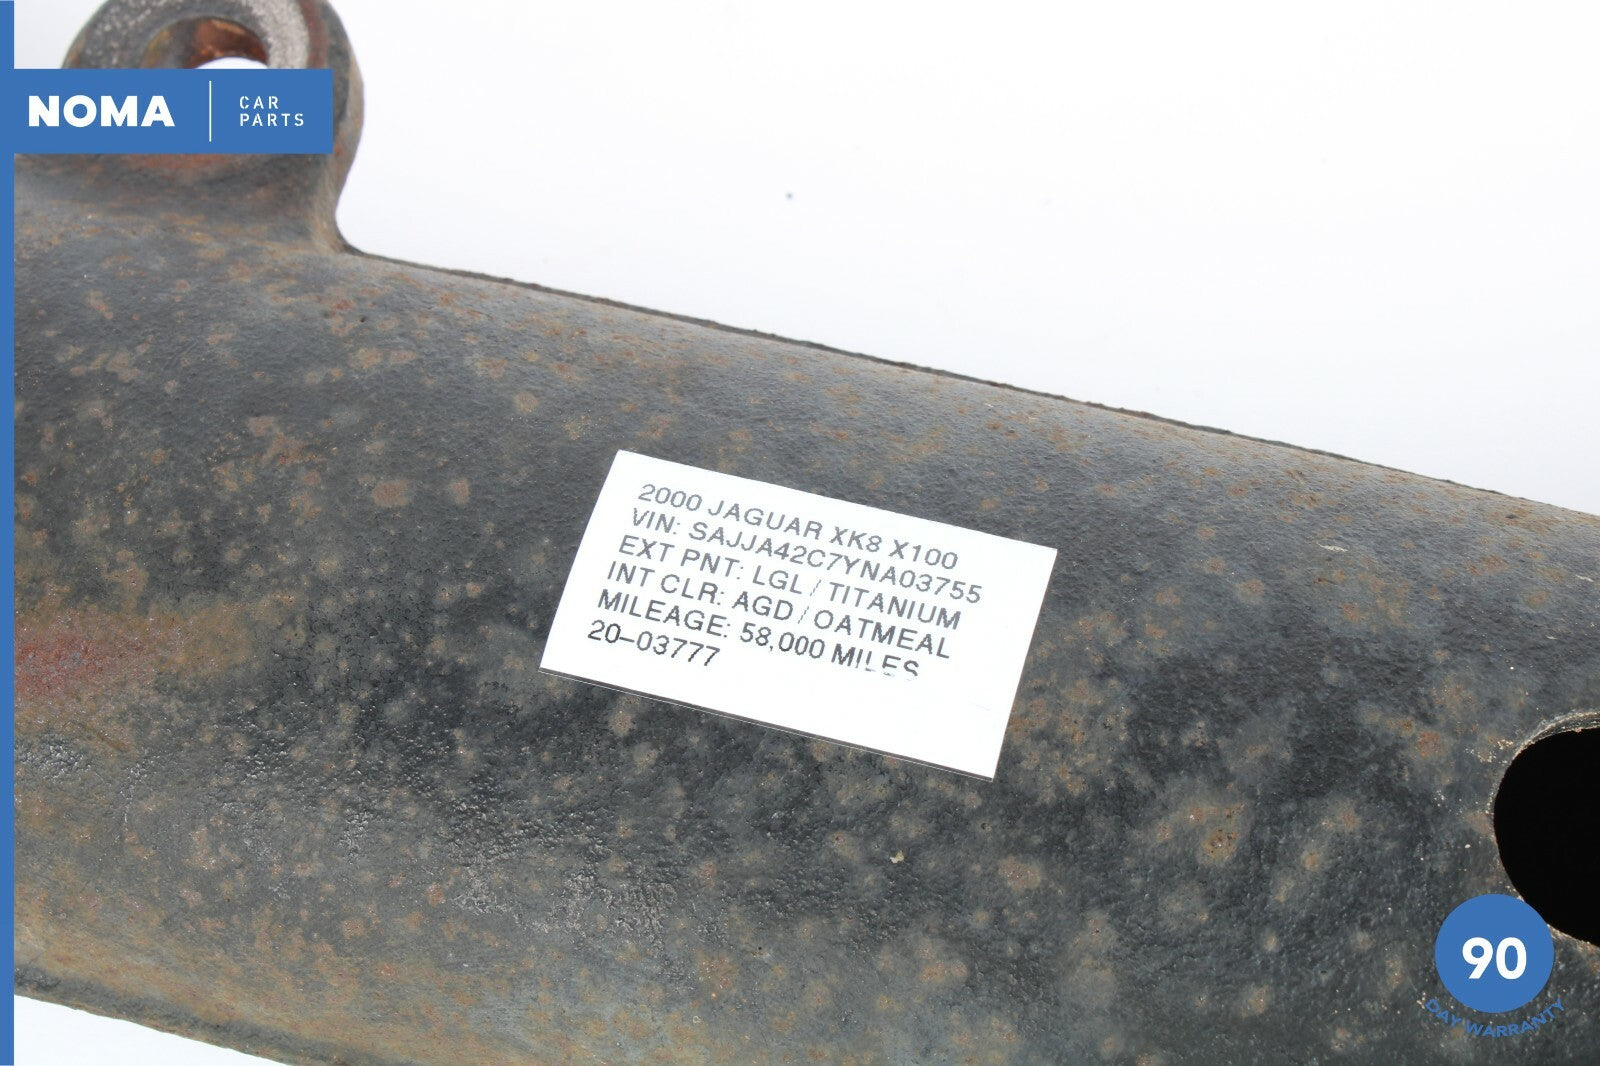 NOMA
CAR
PARTS
2000 JAGUAR XK8 X100
VIN: SAJJA42C7YNA03755
EXT PNT: LGL / TITANIUM
INT CLR: AGD / OATMEAL
MILEAGE: 58,000 MILES
20-03777
90
DAY WARRANTY